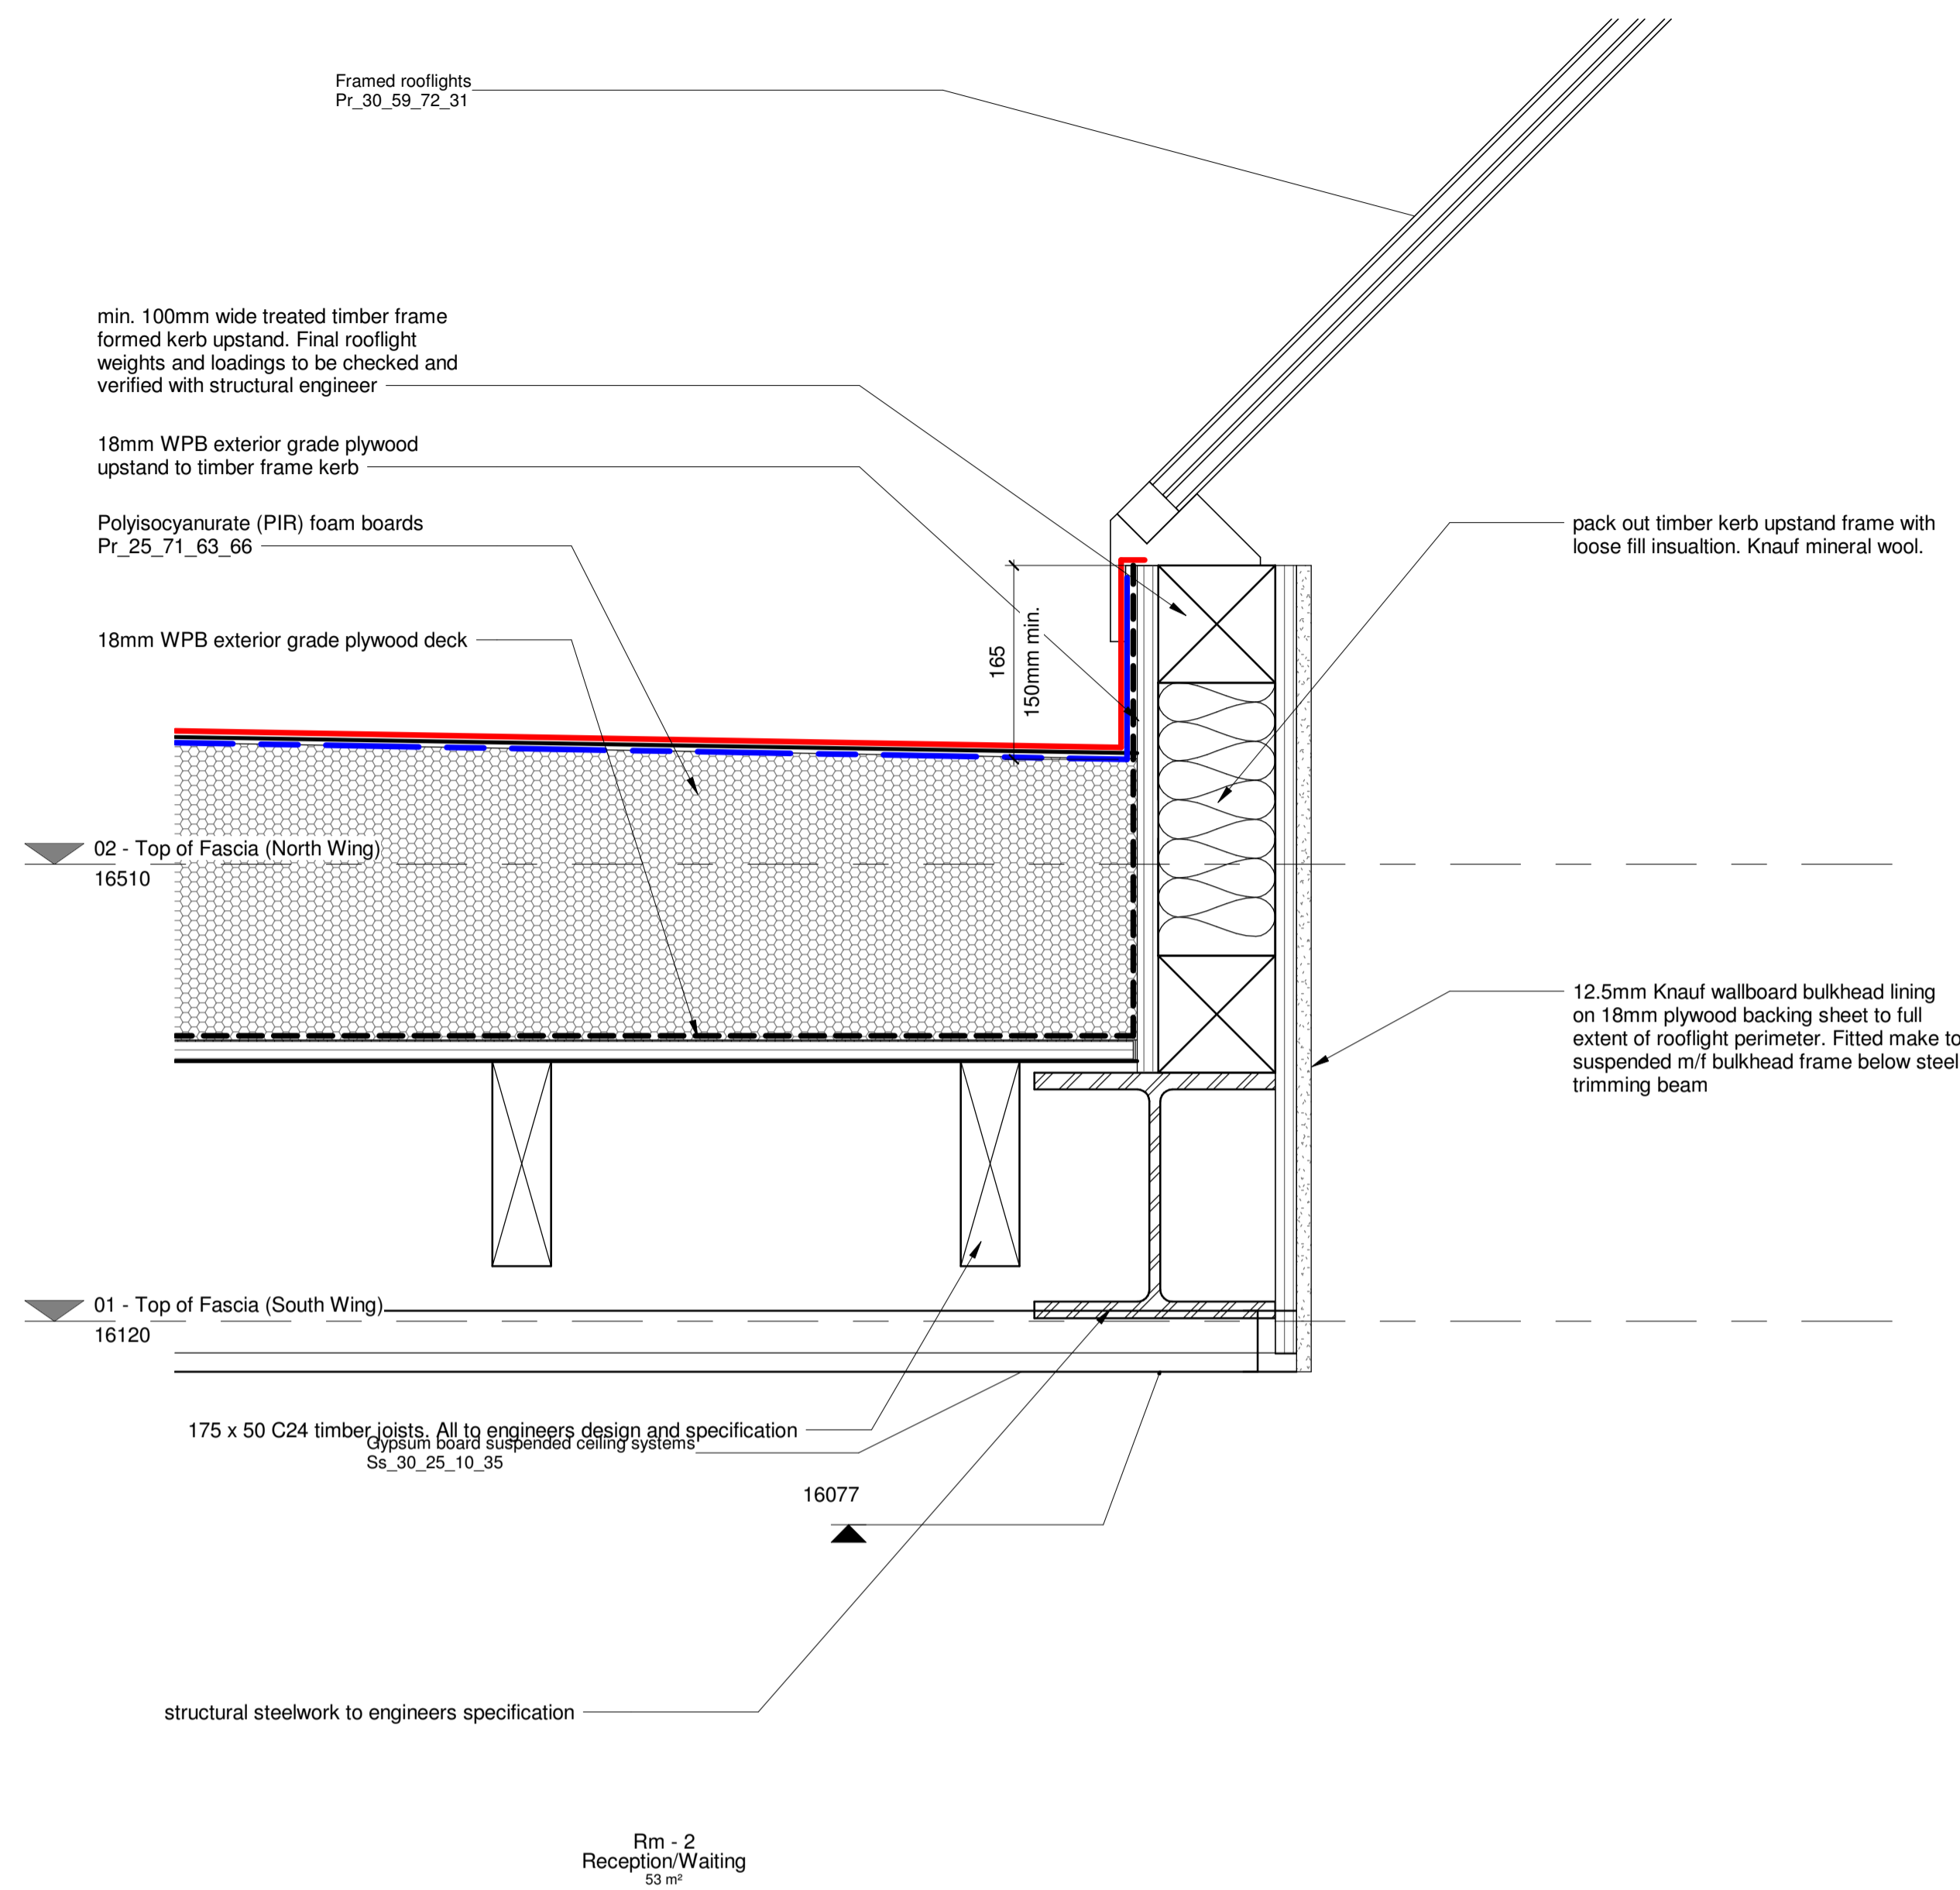 Framed rooflights
Pr_30_59_72_31
min. 100mm wide treated timber frame
formed kerb upstand. Final rooflight
weights and loadings to be checked and
verified with structural engineer
18mm WPB exterior grade plywood
upstand to timber frame kerb
Polyisocyanurate (PIR) foam boards
Pr_25_71_63_66
pack out timber kerb upstand frame with
loose fill insualtion. Knauf mineral wool.
18mm WPB exterior grade plywood deck
165
150mm min.
02 - Top of Fascia (North Wing)
16510
12.5mm Knauf wallboard bulkhead lining
on 18mm plywood backing sheet to full
extent of rooflight perimeter. Fitted make to
suspended m/f bulkhead frame below steel
trimming beam
01 - Top of Fascia (South Wing)
16120
175 x 50 C24 timber joists. All to engineers design and specification
Gypsum board suspended ceiling systems
Ss_30_25_10_35
16077
structural steelwork to engineers specification
Rm - 2
Reception/Waiting
53 m²